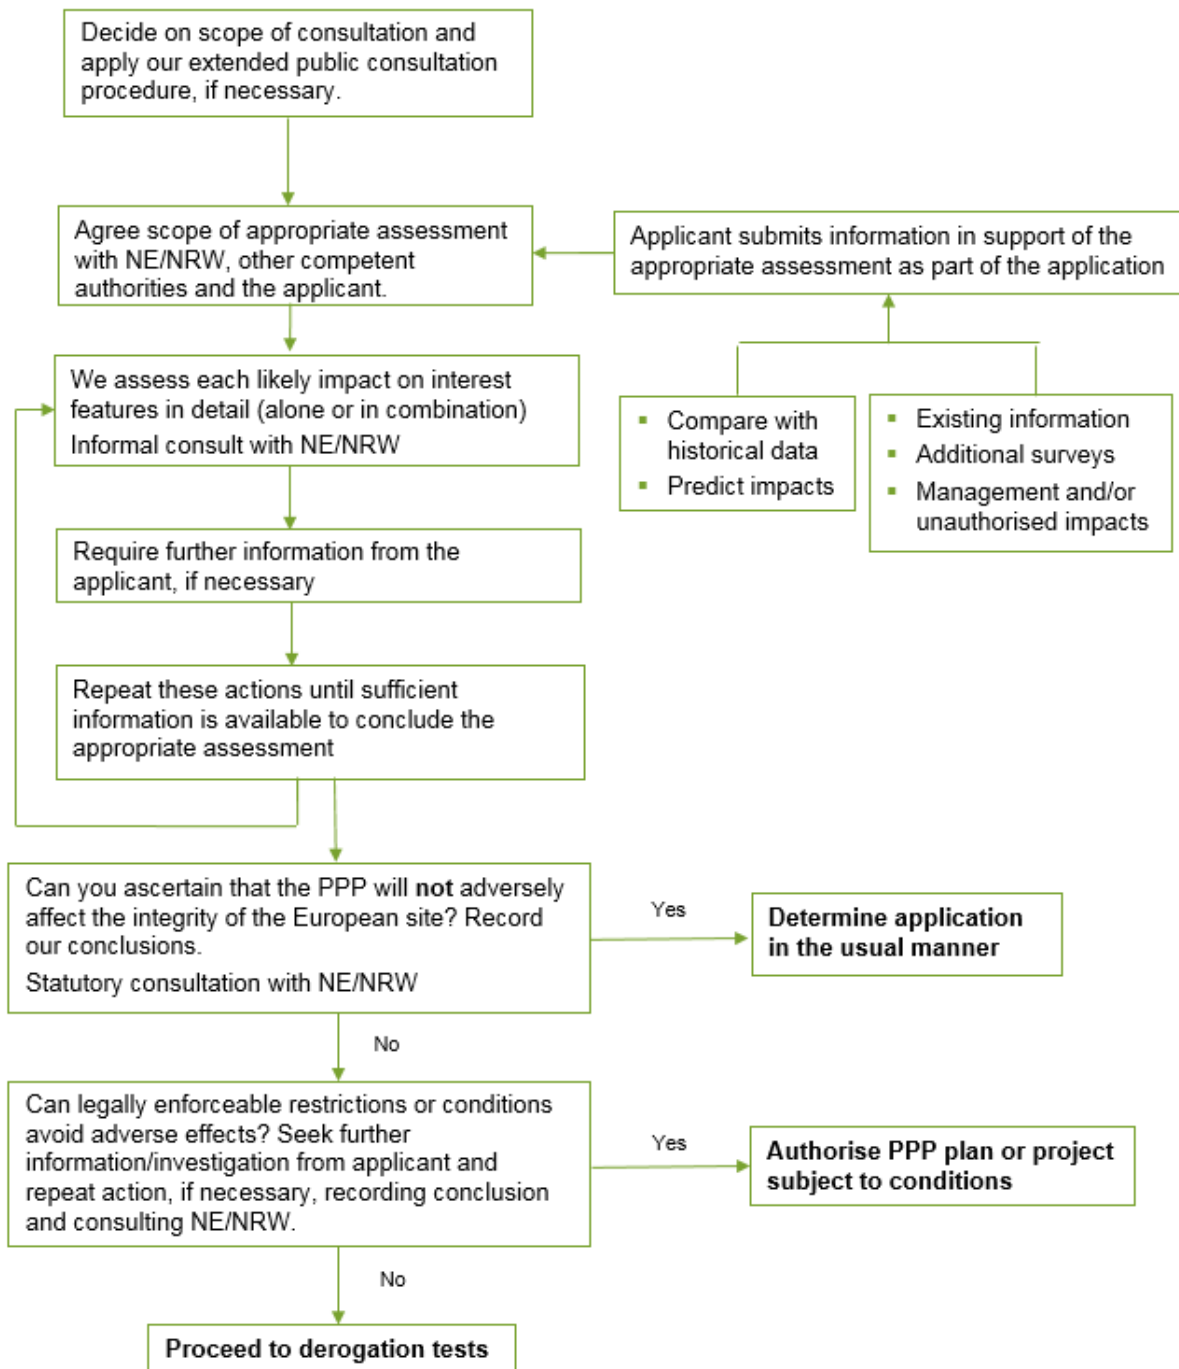 Decide on scope of consultation and
apply our extended public consultation
procedure, if necessary.
Agree scope of appropriate assessment
with NE/NRW, other competent
authorities and the applicant.
Applicant submits information in support of the
appropriate assessment as part of the application
We assess each likely impact on interest
features in detail (alone or in combination)
Informal consult with NE/NRW
▪ Compare with
historical data
▪ Predict impacts
▪ Existing information
▪ Additional surveys
▪ Management and/or
unauthorised impacts
Require further information from the
applicant, if necessary
Repeat these actions until sufficient
information is available to conclude the
appropriate assessment
Can you ascertain that the PPP will not adversely
affect the integrity of the European site? Record
our conclusions.
Statutory consultation with NE/NRW
Yes
Determine application
in the usual manner
No
Can legally enforceable restrictions or conditions
avoid adverse effects? Seek further
information/investigation from applicant and
repeat action, if necessary, recording conclusion
and consulting NE/NRW.
Yes
Authorise PPP plan or project
subject to conditions
No
Proceed to derogation tests